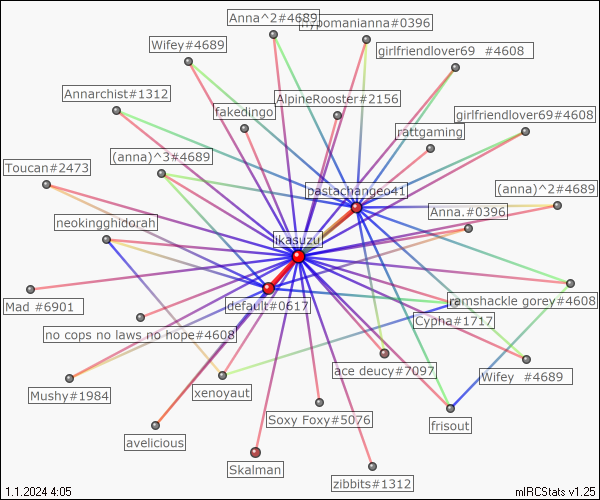 Anna^2#4689
hypomanianna#0396
Wifey#4689
girlfriendlover69 #4608
Annarchist#1312
AlpineRooster#2156
fakedingo
girlfriendlover69#4608
rattgaming
(anna)^3#4689
Toucan#2473
paststchangeo41
(anna)^2#4689
Anna.#0396
neokingghidorah
ikasuzu
Mad #6901
default#0617
ramshackle gorey#4608
Cypha#1717
no cops no laws no hope#4608
ace deucy#7097
Wifey #4689
Mushy#1984
xenoyaut
Soxy Foxy#5076
frisout
avelicious
Skalman
zibbits#1312
1.1.2024 4:05
mIRCStats v1.25